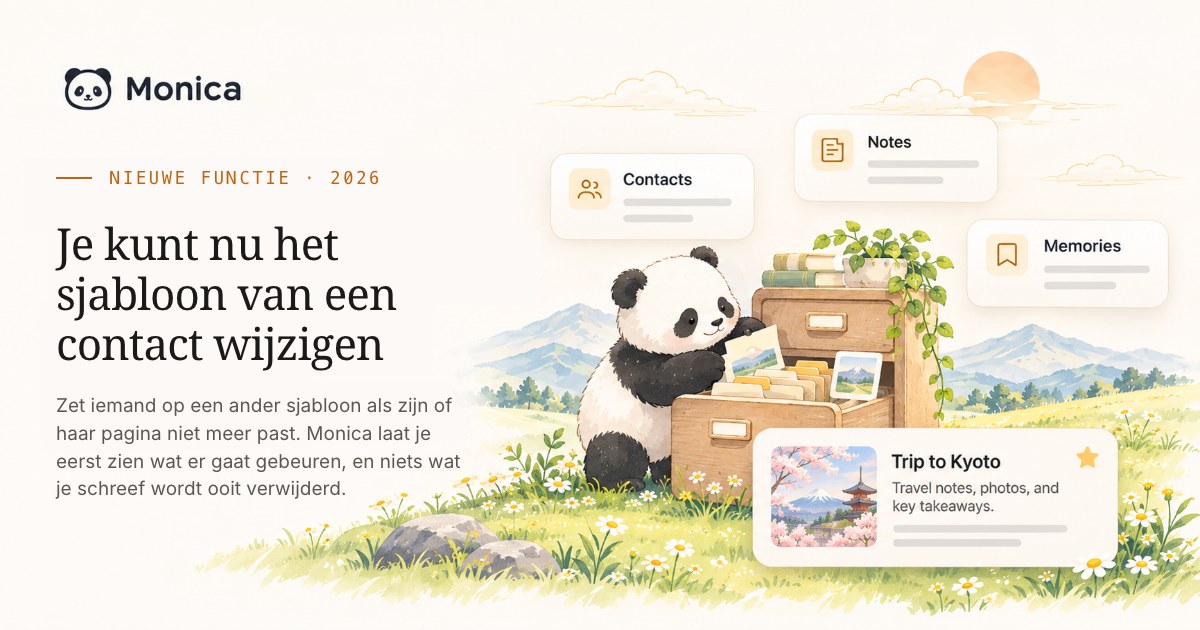 Monica
NIEUWE FUNCTIE · 2026
Je kunt nu het
sjabloon van een
contact wijzigen
Zet iemand op een ander sjabloon als zijn of
haar pagina niet meer past. Monica laat je
eerst zien wat er gaat gebeuren, en niets wat
je schreef wordt ooit verwijderd.
Contacts
Notes
Memories
Trip to Kyoto
Travel notes, photos, and
key takeaways.